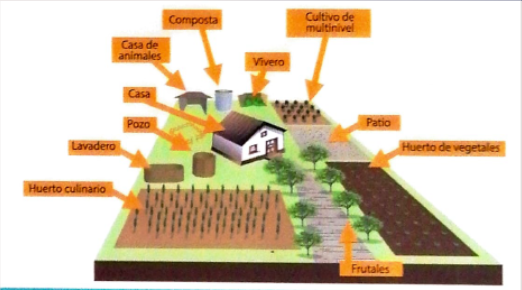 Composta
Cultivo de
multinivel
Casa de
animales
Vivero
Casa
Pozo
Patio
Lavadero
Huerto de vegetales
Huerto culinario
Frutales